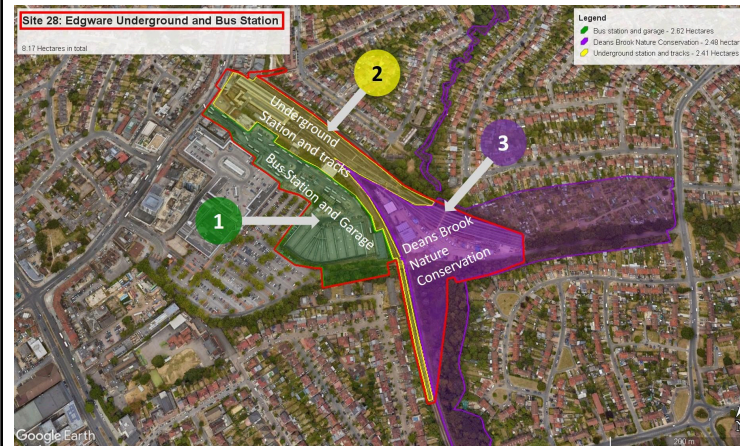 Site 28: Edgware Underground and Bus Station
8.17 Hectares in total
Legend
Bus station and garage - 2.62 Hectares
Deans Brook Nature Conservation - 2.48 hectar
Underground station and tracks - 2.41 Hectares
2
Underground
Station and tracks
3
Bus Station and Garage
1
Deans Brook
Nature
Conservation
Google Earth
200 m